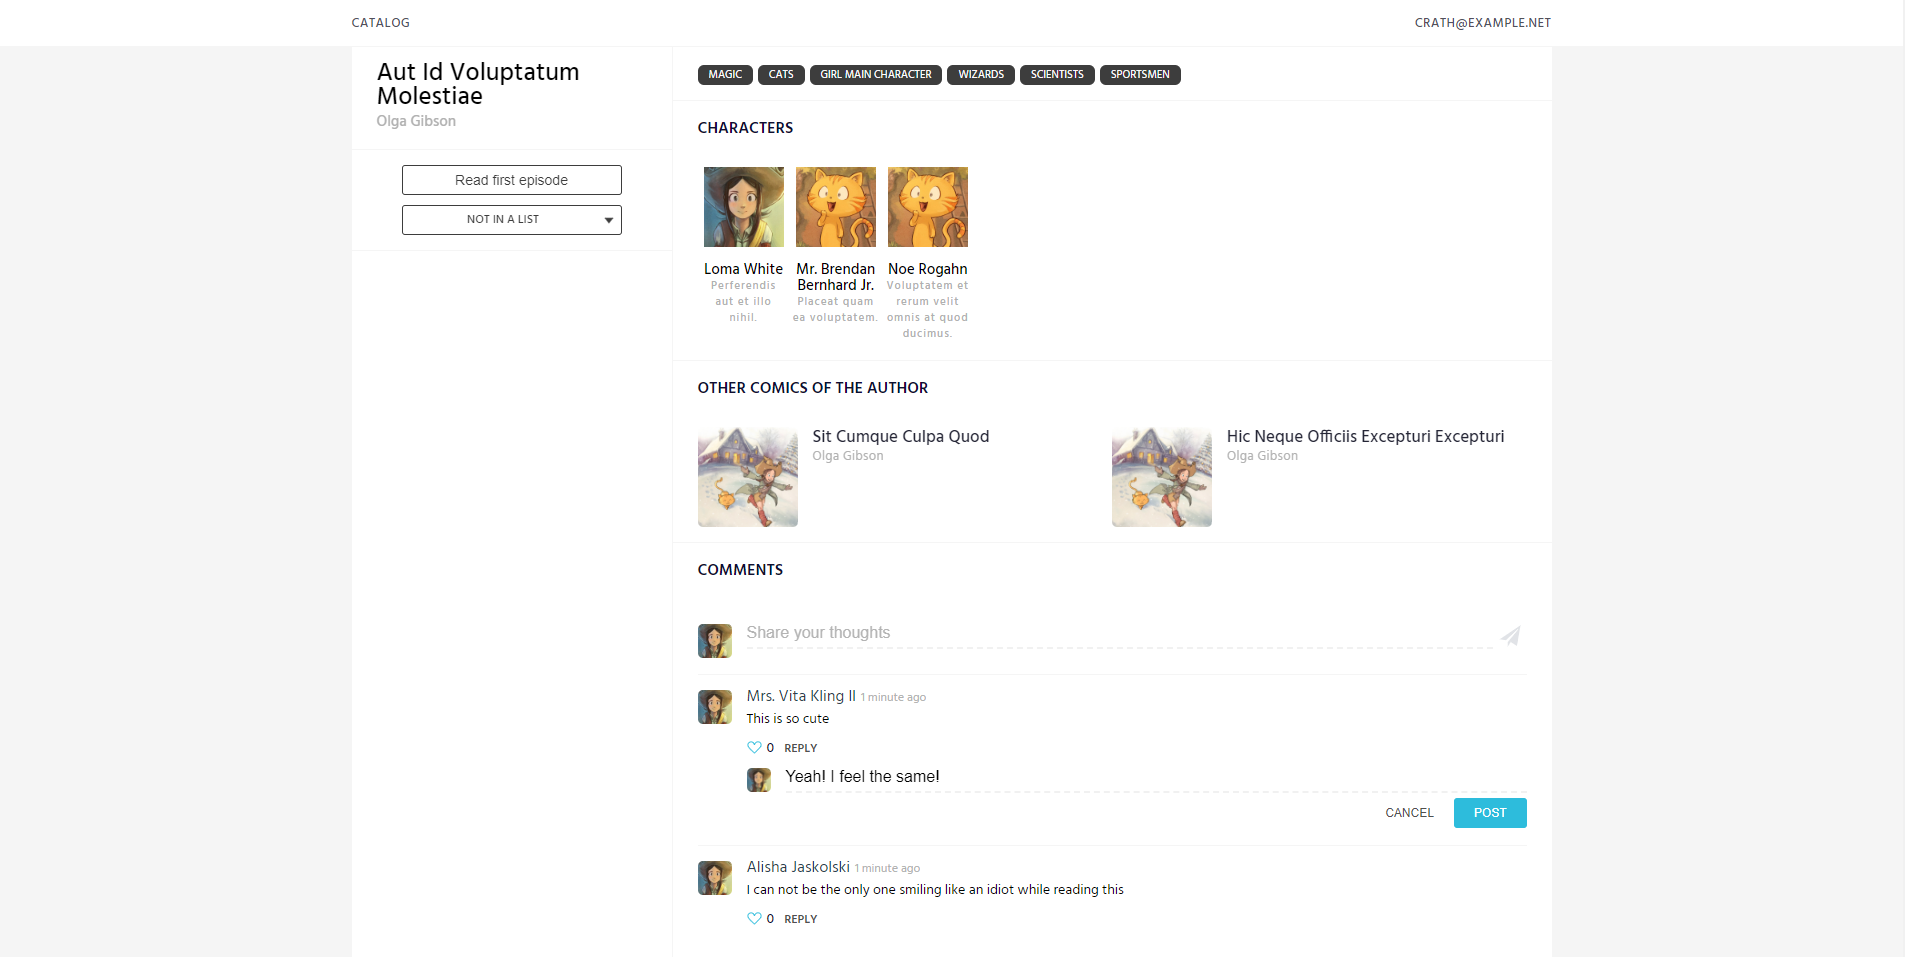 CATALOG
CRATH@EXAMPLE.NET
Aut Id Voluptatum
Molestiae
Olga Gibson
Read first episode
NOT IN A LIST
MAGIC
CATS
GIRL MAIN CHARACTER
WIZARDS
SCIENTISTS
SPORTSMEN
CHARACTERS
Loma White
Perferendis
aut et illo
nihil.
Mr. Brendan
Bernhard Jr.
Placeat quam
ea voluptatem.
Noe Rogahn
Voluptatem et
rerum velit
omnis at quod
ducimus.
OTHER COMICS OF THE AUTHOR
Sit Cumque Culpa Quod
Olga Gibson
Hic Neque Officiis Excepturi Excepturi
Olga Gibson
COMMENTS
Share your thoughts
Mrs. Vita Kling II 1 minute ago
This is so cute
0 REPLY
Yeah! I feel the same!
CANCEL
POST
Alisha Jaskolski 1 minute ago
I can not be the only one smiling like an idiot while reading this
0 REPLY